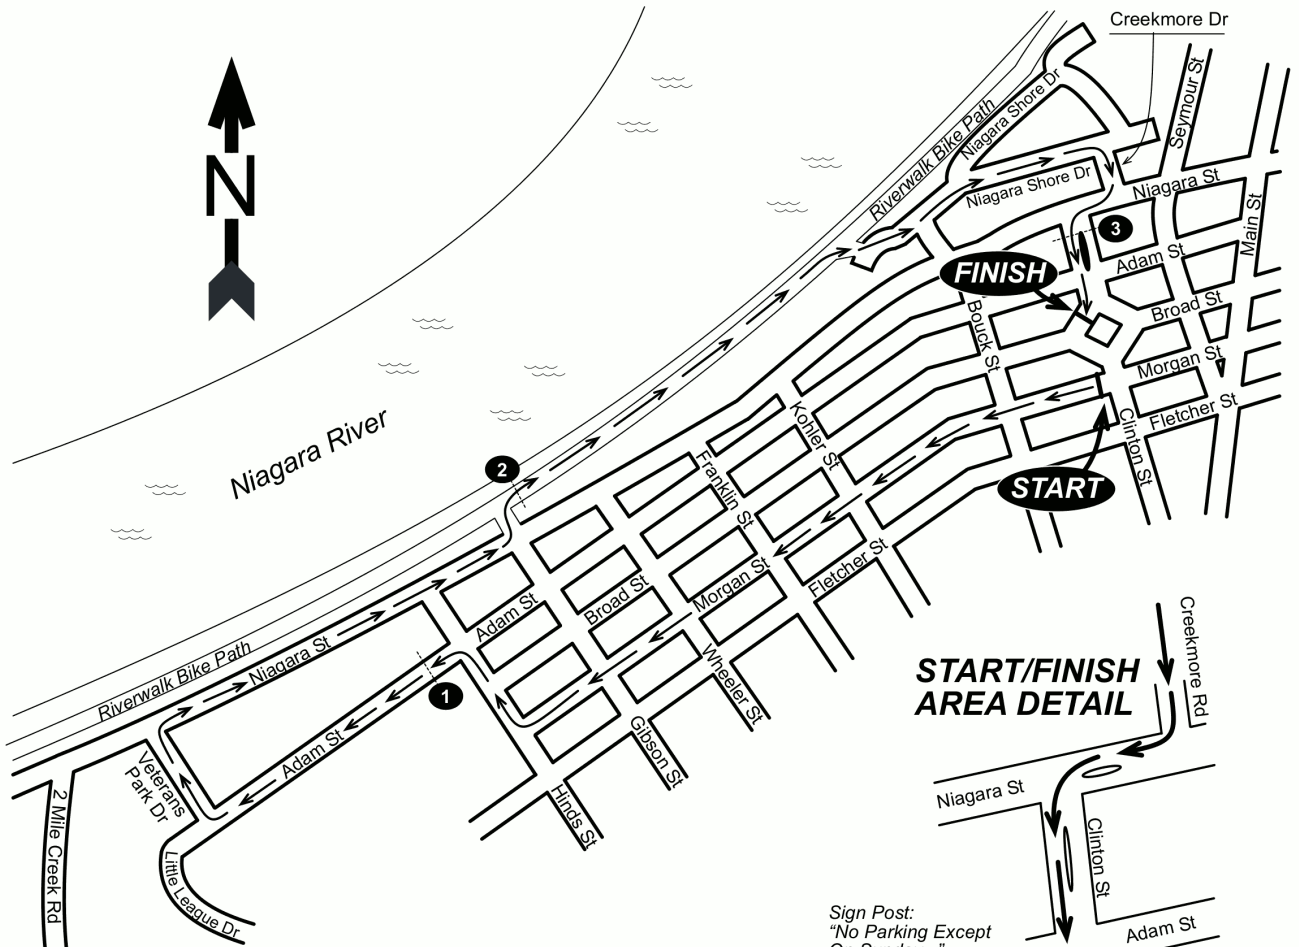 Creekmore Dr
N
Riverwalk Bike Path
Niagara Shore Dr
Seymour St
Niagara Shore Dr
Niagara St
Main St
3
Adam St
FINISH
Broad St
Bouck St
Morgan St
Fletcher St
Clinton St
START
Niagara River
Kohler St
2
Franklin St
Fletcher St
Morgan St
Broad St
Adam St
Wheeler St
Gibson St
Hinds St
1
Riverwalk Bike Path
Niagara St
Adam St
Veterans
Park Dr
2 Mile Creek Rd
Little League Dr
START/FINISH
AREA DETAIL
Creekmore Rd
Niagara St
Clinton St
Adam St
Sign Post:
“No Parking Except